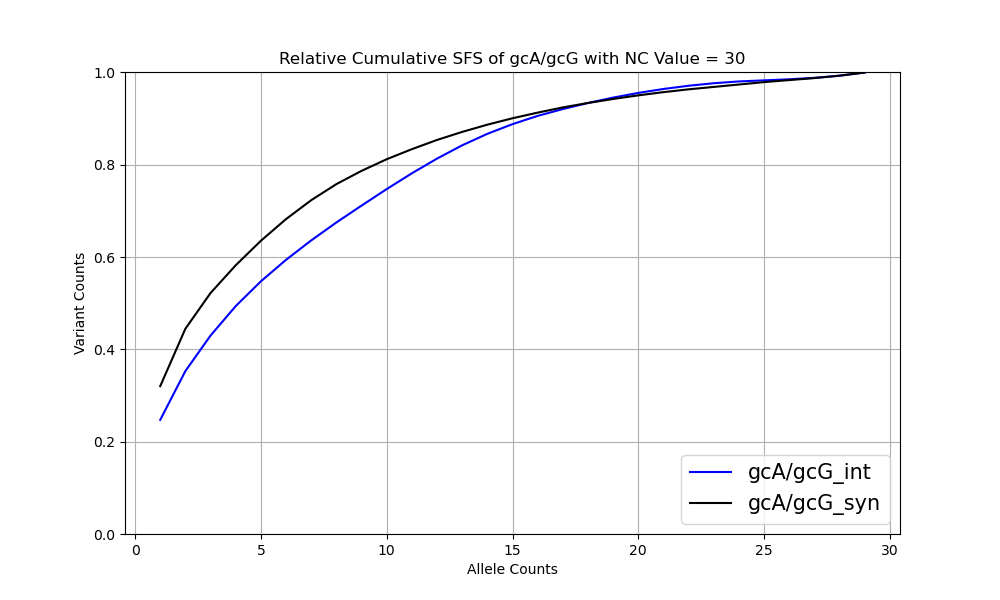 Relative Cumulative SFS of gcA/gcG with NC Value = 30
1.0
0.8
0.6
0.4
0.2
0.0
Variant Counts
gcA/gcG_int
gcA/gcG_syn
0 5 10 15 20 25 30
Allele Counts